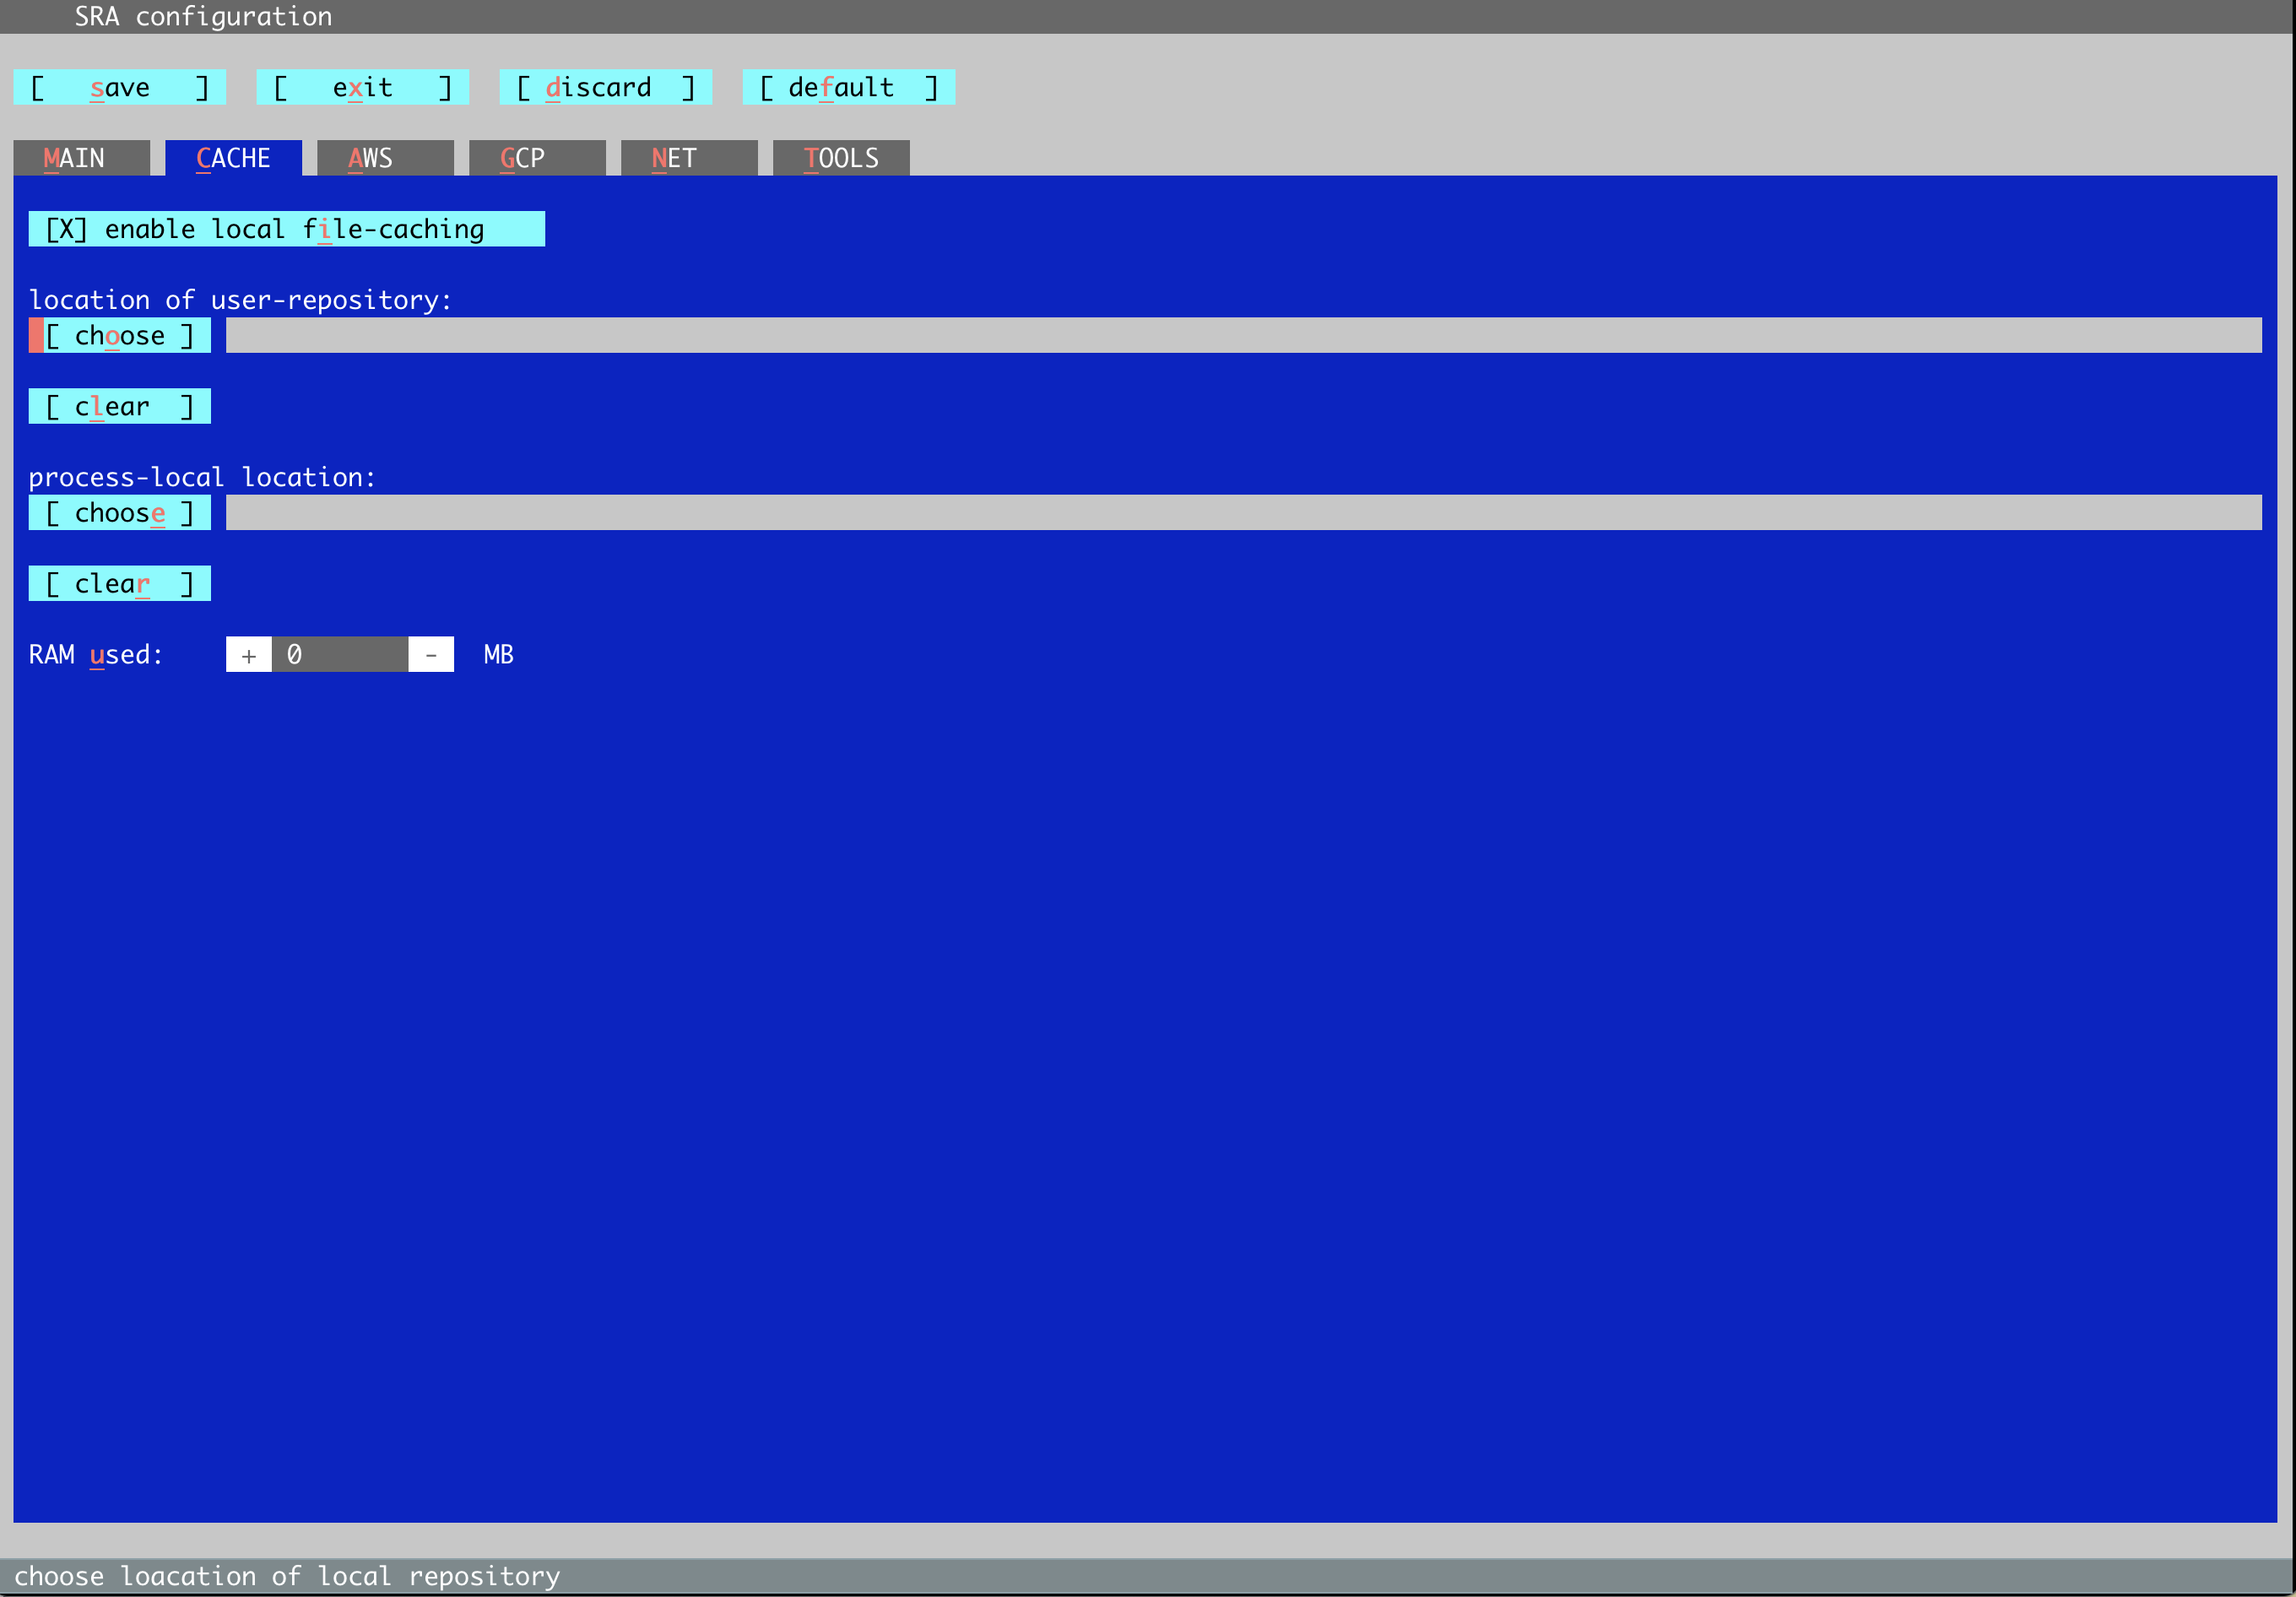 SRA configuration
[ save ] [ exit ] [ discard ] [ default ]
MAIN CACHE AWS GCP NET TOOLS
[X] enable local file-caching
location of user-repository:
[ choose ]
[ clear ]
process-local location:
[ choose ]
[ clear ]
RAM used: + 0 - MB
choose loacation of local repository